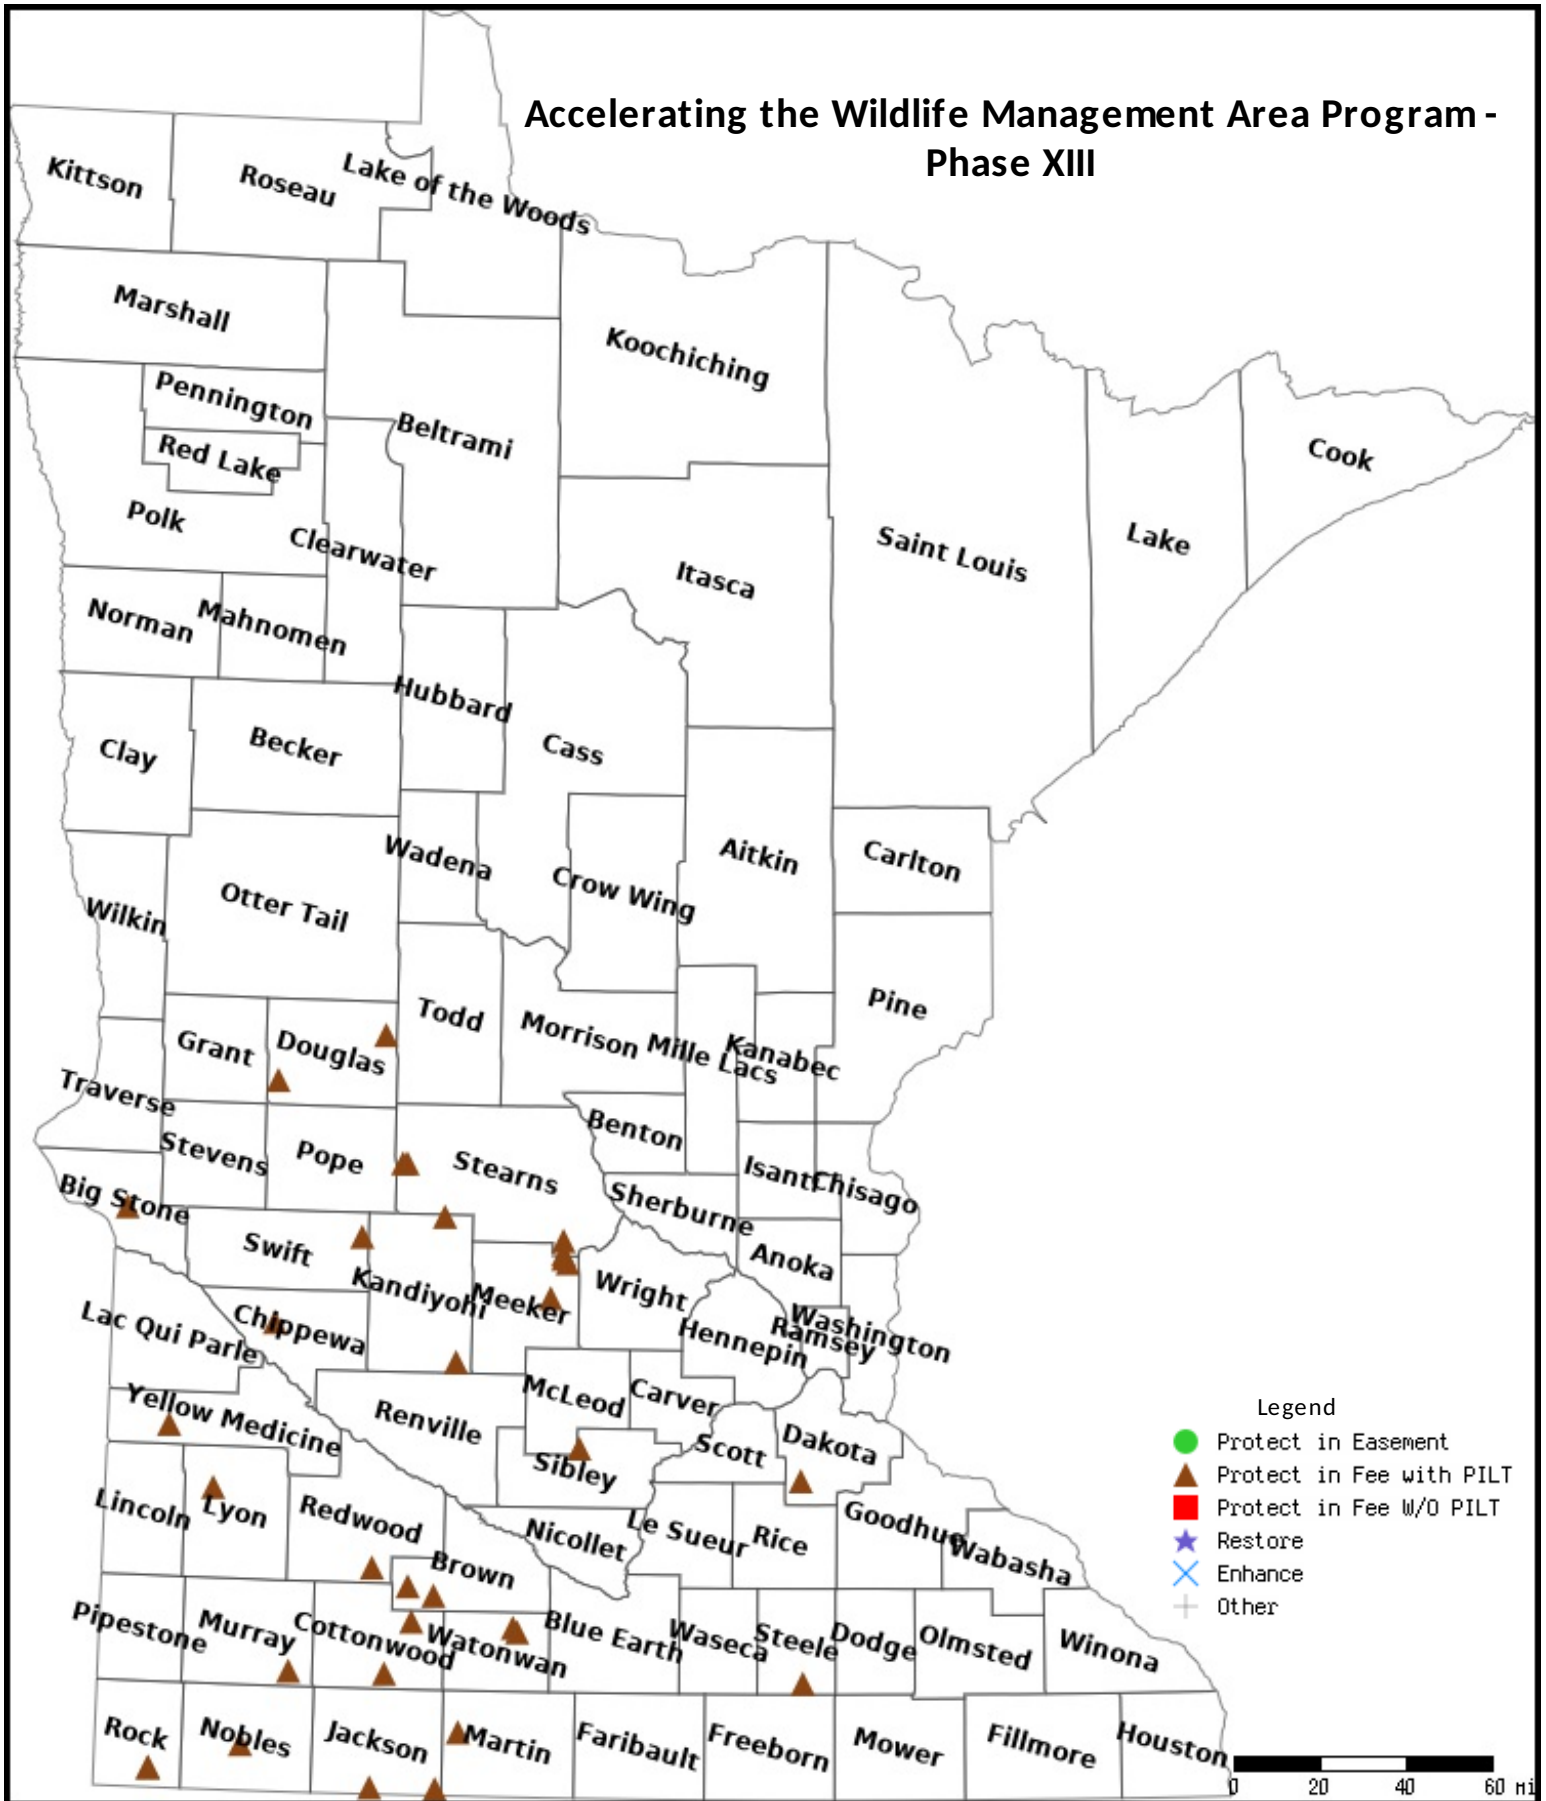 Accelerating the Wildlife Management Area Program -
Phase XIII
Kittson
Roseau
Lake of the Woods
Marshall
Koochiching
Pennington
Beltrami
Red Lake
Cook
Polk
Clearwater
Saint Louis
Lake
Itasca
Norman
Mahnomen
Hubbard
Clay
Becker
Cass
Wadena
Aitkin
Carlton
Crow Wing
Wilkin
Otter Tail
Pine
Todd
Morrison
Mille Lacs
Kanabec
Grant
Douglas
Traverse
Benton
Stevens
Pope
Stearns
Isanti
Chisago
Big Stone
Sherburne
Swift
Anoka
Kandiyohi
Meeker
Wright
Washington
Ramsey
Hennepin
Lac Qui Parle
Chippewa
McLeod
Carver
Yellow Medicine
Renville
Scott
Dakota
Sibley
Lincoln
Lyon
Redwood
Nicollet
Le Sueur
Rice
Goodhue
Wabasha
Brown
Pipestone
Murray
Cottonwood
Watonwan
Blue Earth
Waseca
Steele
Dodge
Olmsted
Winona
Rock
Nobles
Jackson
Martin
Faribault
Freeborn
Mower
Fillmore
Houston
Legend
Protect in Easement
Protect in Fee with PILT
Protect in Fee W/O PILT
Restore
Enhance
Other
0 20 40 60 Mi